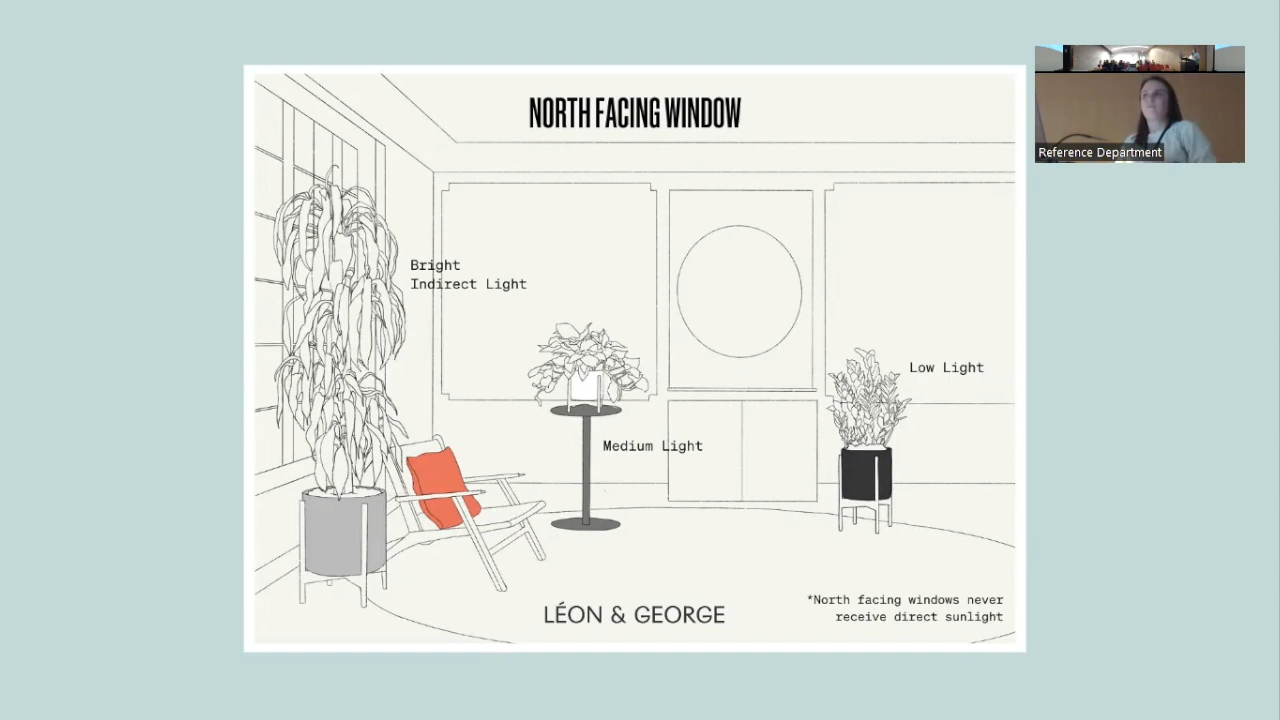 NORTH FACING WINDOW
Reference Department
Bright
Indirect Light
Low Light
Medium Light
*North facing windows never
receive direct sunlight
LÉON & GEORGE